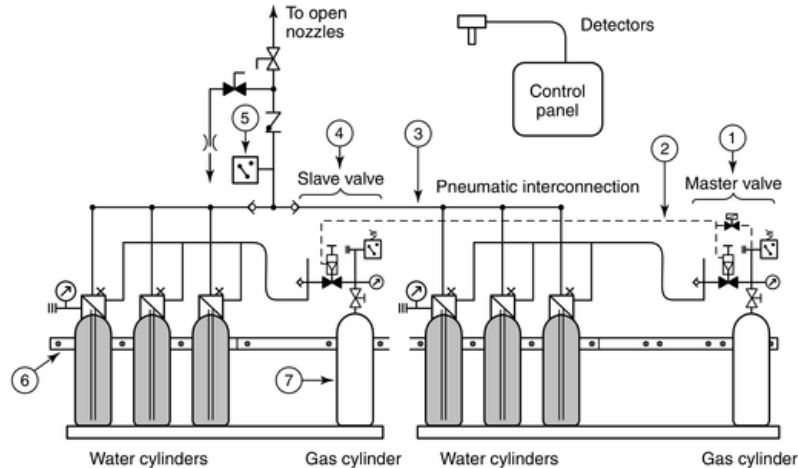 To open
nozzles
Detectors
Control
panel
5
4
3
2
1
Slave valve
Pneumatic interconnection
Master valve
6
7
Water cylinders
Gas cylinder
Water cylinders
Gas cylinder